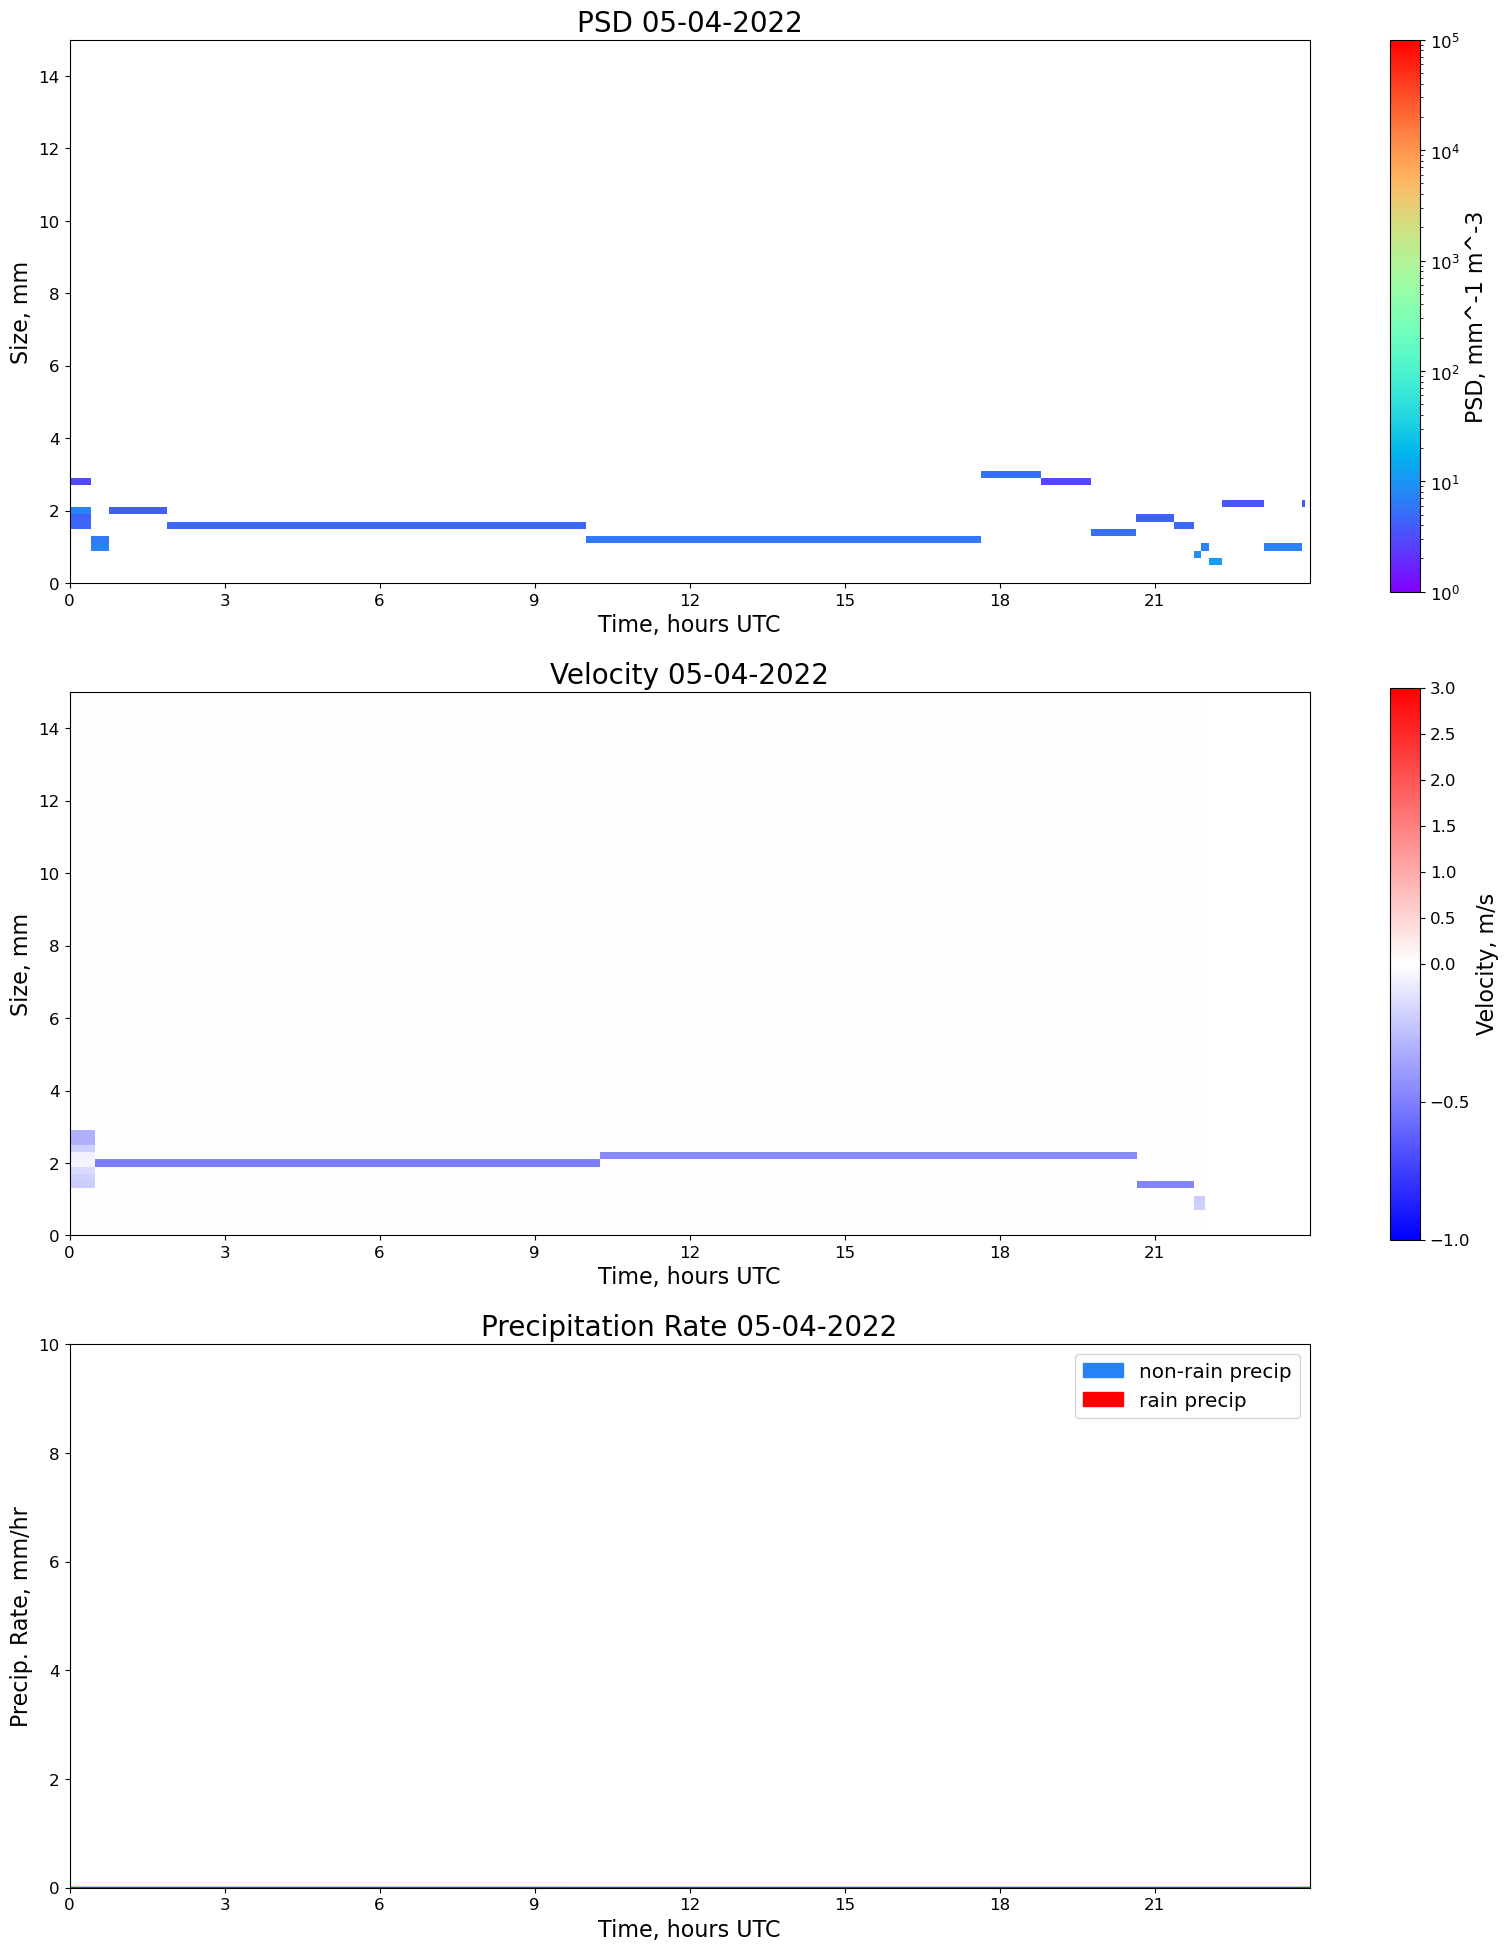 PSD 05-04-2022
14
12
10
8
6
4
2
0
Size, mm
0 3 6 9 12 15 18 21
Time, hours UTC
10^5
10^4
10^3
10^2
10^1
10^0
PSD, mm^-1 m^-3
Velocity 05-04-2022
14
12
10
8
6
4
2
0
Size, mm
0 3 6 9 12 15 18 21
Time, hours UTC
3.0
2.5
2.0
1.5
1.0
0.5
0.0
−0.5
−1.0
Velocity, m/s
Precipitation Rate 05-04-2022
10
8
6
4
2
0
Precip. Rate, mm/hr
non-rain precip
rain precip
0 3 6 9 12 15 18 21
Time, hours UTC